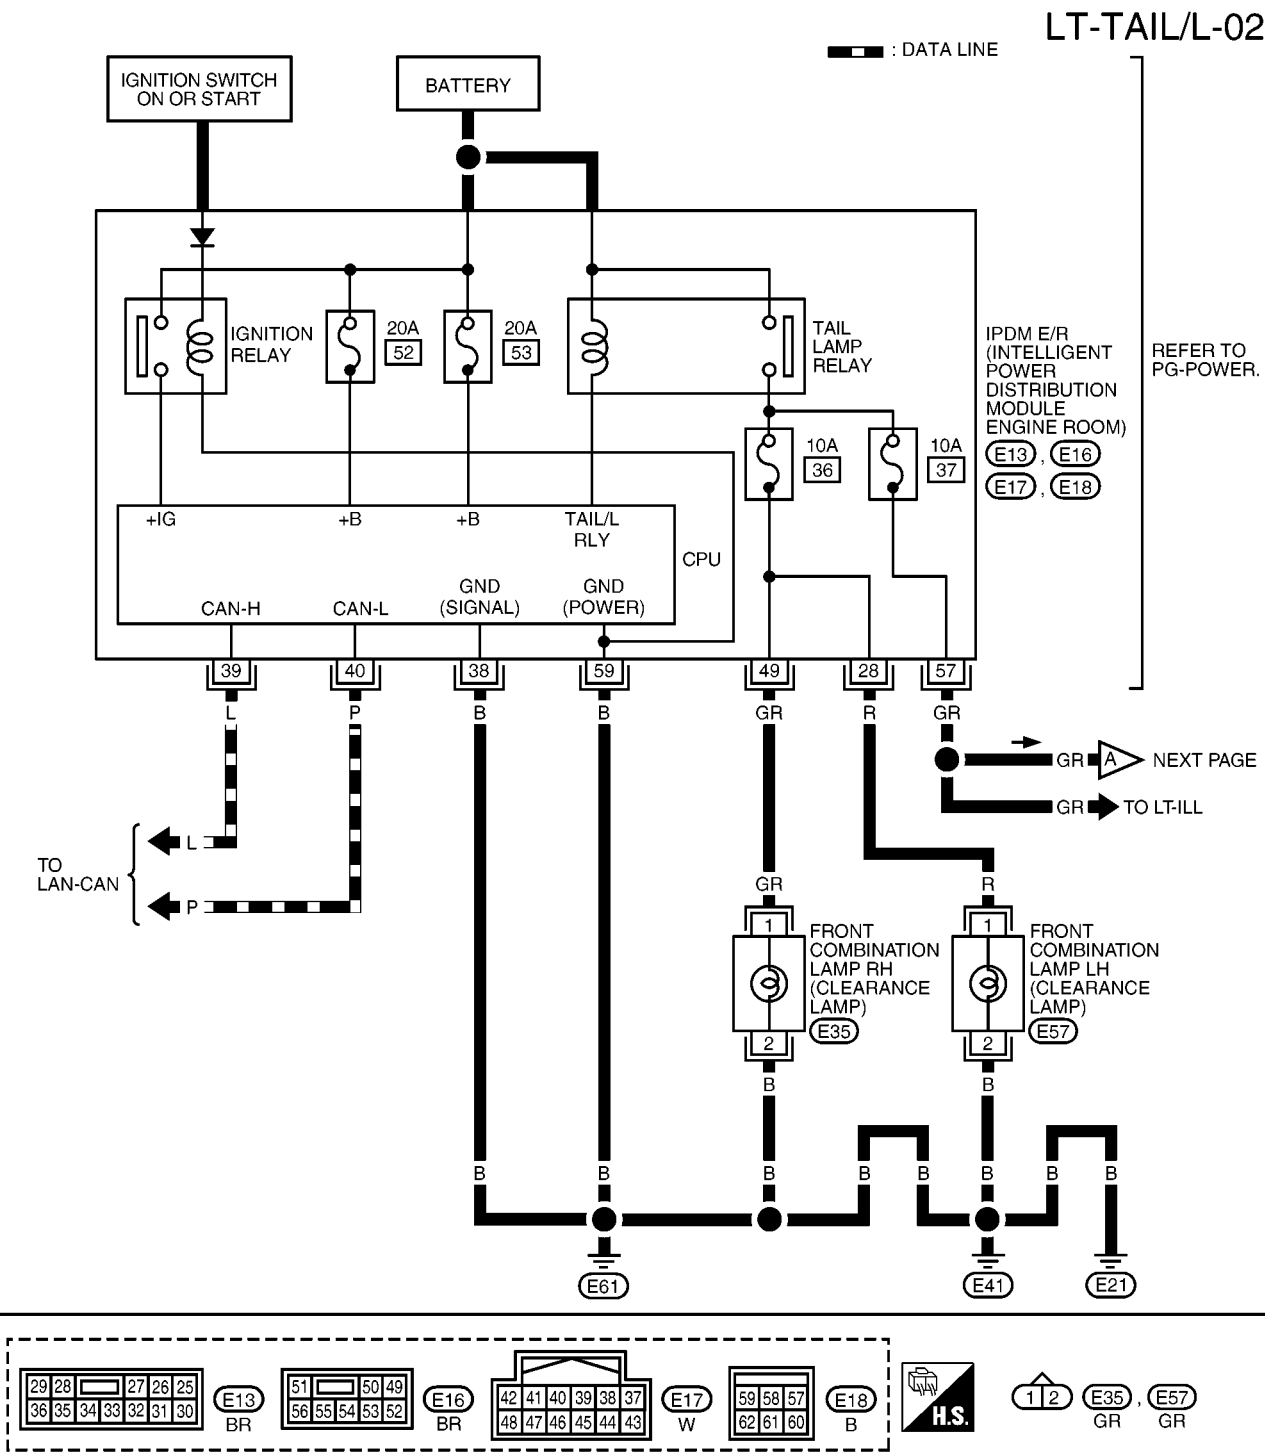 LT-TAIL/L-02
: DATA LINE
IGNITION SWITCH
ON OR START
BATTERY
IGNITION
RELAY
20A
52
20A
53
TAIL
LAMP
RELAY
10A
36
10A
37
IPDM E/R
(INTELLIGENT
POWER
DISTRIBUTION
MODULE
ENGINE ROOM)
E13 , E16
E17 , E18
REFER TO
PG-POWER.
+IG
+B
+B
TAIL/L
RLY
CPU
CAN-H
CAN-L
GND
(SIGNAL)
GND
(POWER)
39 40 38 59 49 28 57
L P B B GR R GR
GR A NEXT PAGE
GR TO LT-ILL
TO
LAN-CAN
L
P
GR R
1 1
FRONT
COMBINATION
LAMP RH
(CLEARANCE
LAMP)
E35
FRONT
COMBINATION
LAMP LH
(CLEARANCE
LAMP)
E57
2 2
B B
B B B B B B B B
E61 E41 E21
29 28 27 26 25
36 35 34 33 32 31 30
E13
BR
51 50 49
56 55 54 53 52
E16
BR
42 41 40 39 38 37
48 47 46 45 44 43
E17
W
59 58 57
62 61 60
E18
B
H.S.
1 2
E35 , E57
GR GR